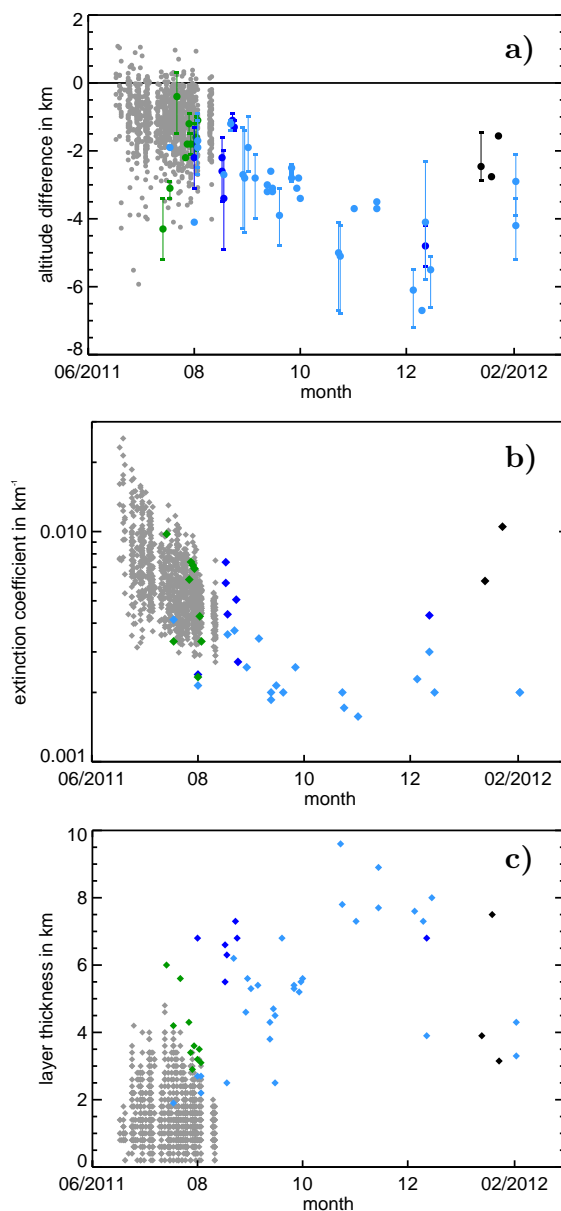 a)
2
0
-2
-4
-6
-8
altitude difference in km
06/2011 08 10 12 02/2012
month
b)
0.010
0.001
extinction coefficient in km⁻¹
06/2011 08 10 12 02/2012
month
c)
10
8
6
4
2
0
layer thickness in km
06/2011 08 10 12 02/2012
month